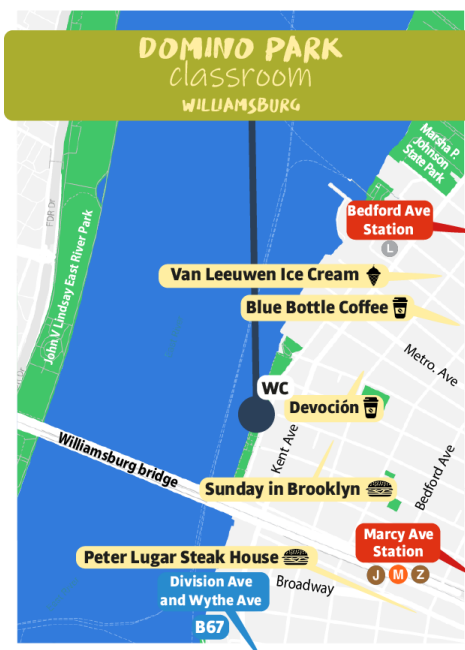 DOMINO PARK
classroom
WILLIAMSBURG
Marsha P.
Johnson
State Park
FDR Dr
Bedford Ave
Station
L
John V Lindsay East River Park
Van Leeuwen Ice Cream
Blue Bottle Coffee
Metro. Ave
WC
Devoción
Kent Ave
Williamsburg bridge
Bedford Ave
Sunday in Brooklyn
Marcy Ave
Station
J M Z
Peter Lugar Steak House
Division Ave
and Wythe Ave
Broadway
B67